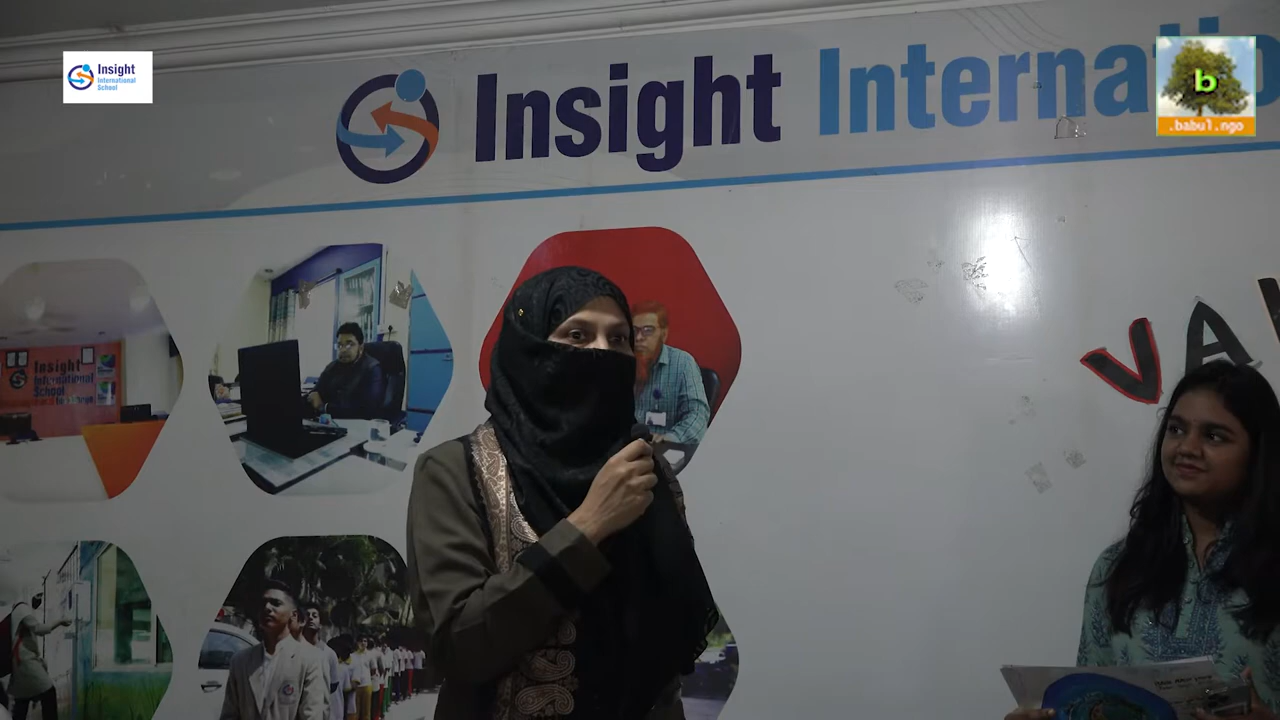 Insight
International
School
Insight Internatio
b
.babul.ngo
VA
Insight
International
School